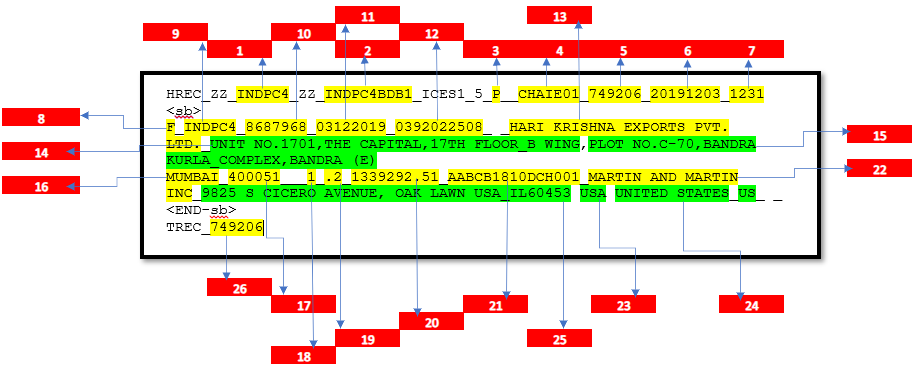 13
11
9
10
12
1
2
3
4
5
6
7
HREC_ZZ_INDPC4_ZZ_INDPC4BDB1_ICES1_5_P__CHAIE01_749206_20191203_1231
<sb>
F_INDPC4_8687968_03122019_0392022508__HARI KRISHNA EXPORTS PVT.
LTD._UNIT NO.1701,THE CAPITAL,17TH FLOOR_B WING,PLOT NO.C-70,BANDRA
KURLA_COMPLEX,BANDRA (E)
MUMBAI_400051__1_.2_1339292.51_AABCB1810DCH001_MARTIN AND MARTIN
INC_9825 S CICERO AVENUE, OAK LAWN USA_IL60453_USA_UNITED STATES_US_ _
<END-sb>
TREC_749206
8
14
16
15
22
26
17
18
19
20
21
25
23
24